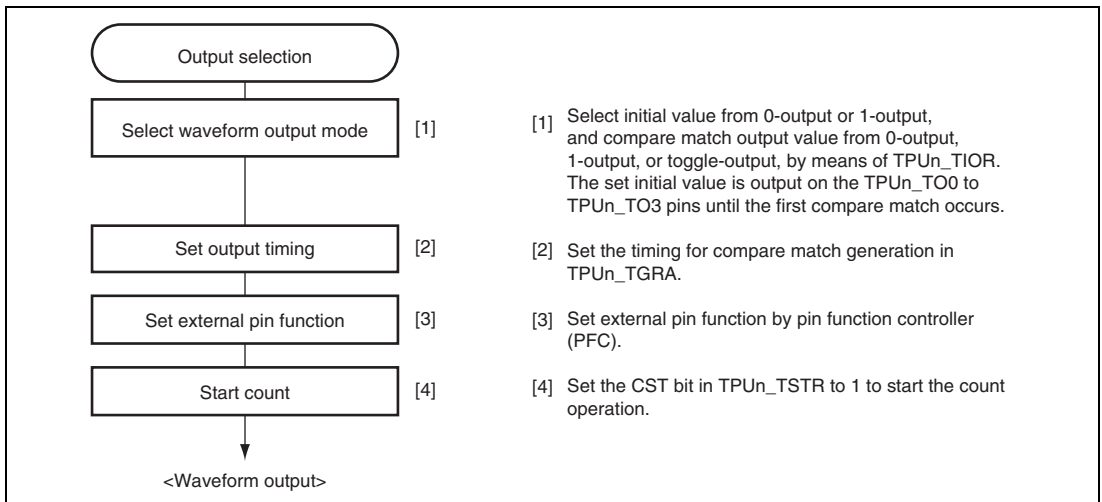 Output selection
Select waveform output mode
[1]
Set output timing
[2]
Set external pin function
[3]
Start count
[4]
<Waveform output>
[1] Select initial value from 0-output or 1-output,
and compare match output value from 0-output,
1-output, or toggle-output, by means of TPUn_TIOR.
The set initial value is output on the TPUn_TO0 to
TPUn_TO3 pins until the first compare match occurs.
[2] Set the timing for compare match generation in
TPUn_TGRA.
[3] Set external pin function by pin function controller
(PFC).
[4] Set the CST bit in TPUn_TSTR to 1 to start the count
operation.